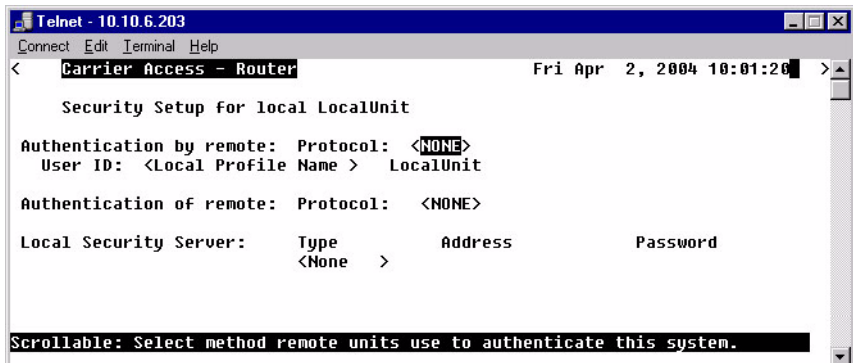 Telnet - 10.10.6.203
Connect Edit Terminal Help
< Carrier Access - Router Fri Apr 2, 2004 10:01:20 >
Security Setup for local LocalUnit
Authentication by remote: Protocol: <NONE>
User ID: <Local Profile Name > LocalUnit
Authentication of remote: Protocol: <NONE>
Local Security Server: Type Address Password
<None >
Scrollable: Select method remote units use to authenticate this system.